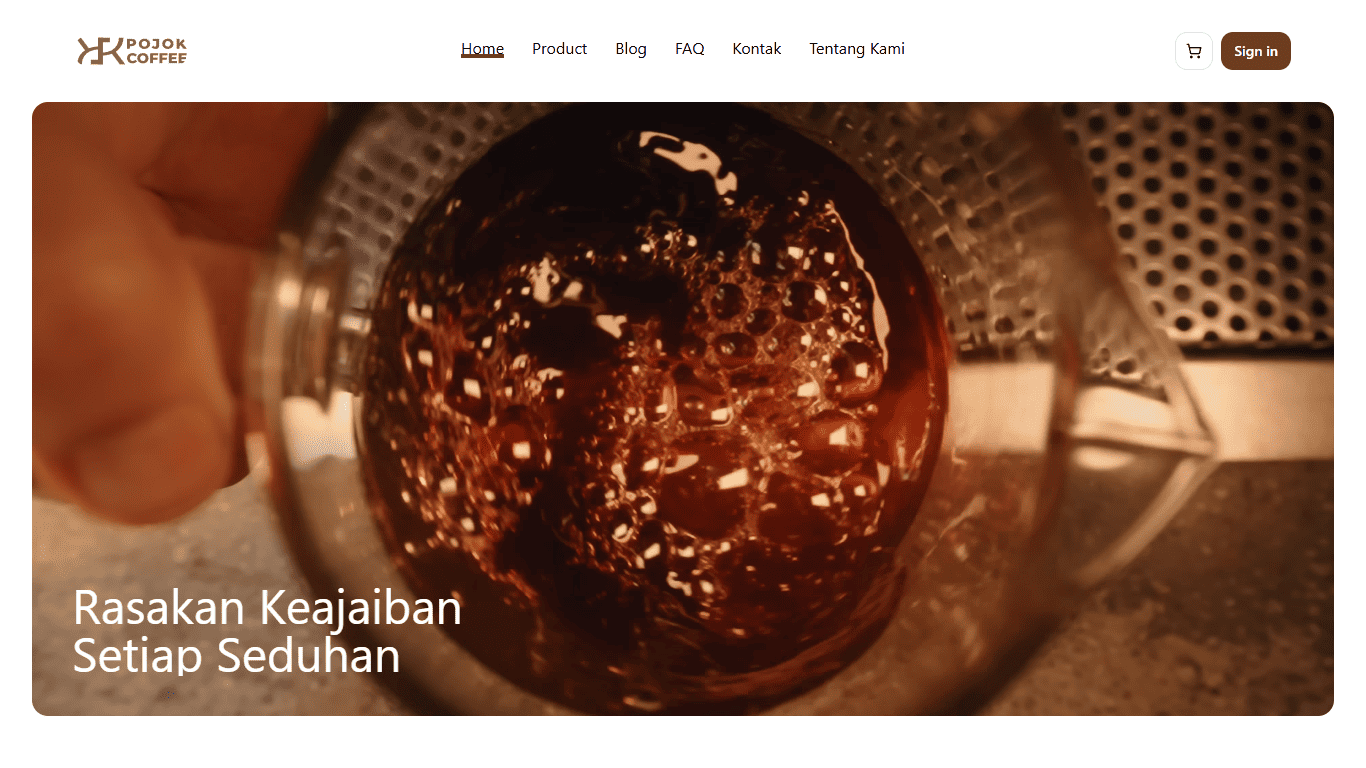 POJOK
COFFEE
Home
Product
Blog
FAQ
Kontak
Tentang Kami
Sign in
Rasakan Keajaiban
Setiap Seduhan